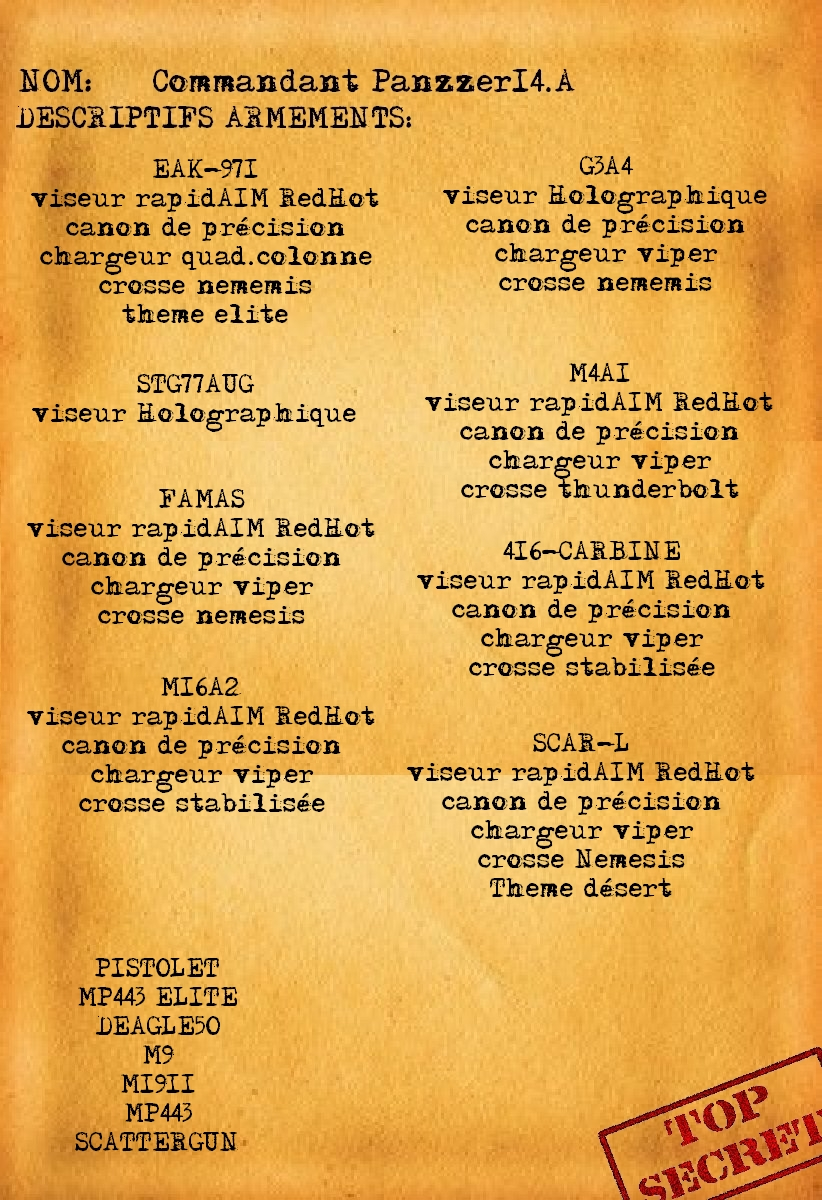 NOM: Commandant PanzzerI4.A
DESCRIPTIFS ARMEMENTS:
EAK-97I
viseur rapidAIM RedHot
canon de précision
chargeur quad.colonne
crosse nememis
theme elite
STG77AUG
viseur Holographique
FAMAS
viseur rapidAIM RedHot
canon de précision
chargeur viper
crosse nemesis
MI6A2
viseur rapidAIM RedHot
canon de précision
chargeur viper
crosse stabilisée
G3A4
viseur Holographique
canon de précision
chargeur viper
crosse nememis
M4AI
viseur rapidAIM RedHot
canon de précision
chargeur viper
crosse thunderbolt
4I6-CARBINE
viseur rapidAIM RedHot
canon de précision
chargeur viper
crosse stabilisée
SCAR-L
viseur rapidAIM RedHot
canon de précision
chargeur viper
crosse Nemesis
Theme désert
PISTOLET
MP443 ELITE
DEAGLE50
M9
MI9II
MP443
SCATTERGUN
TOP
SECRET